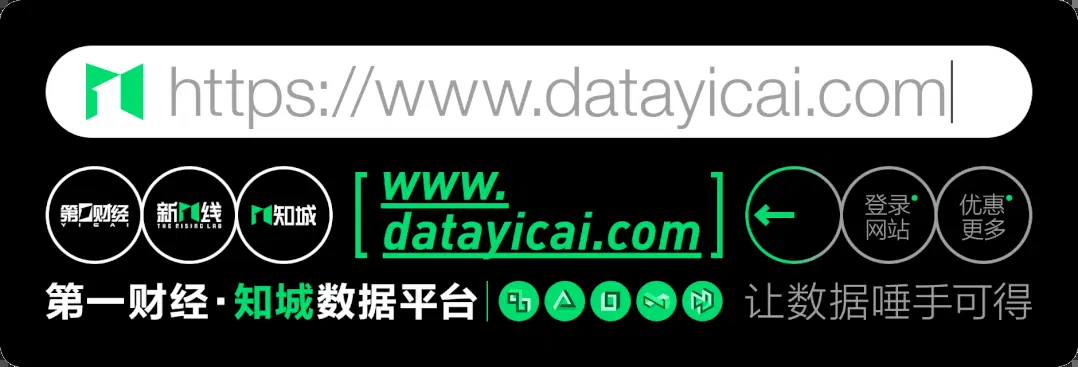 https://www.datayicai.com
第一财经
YICAI
新一线
THE RISING LAB
知城
www.
datayicai.com
登录
网站
优惠
更多
第一财经·知城数据平台
让数据唾手可得